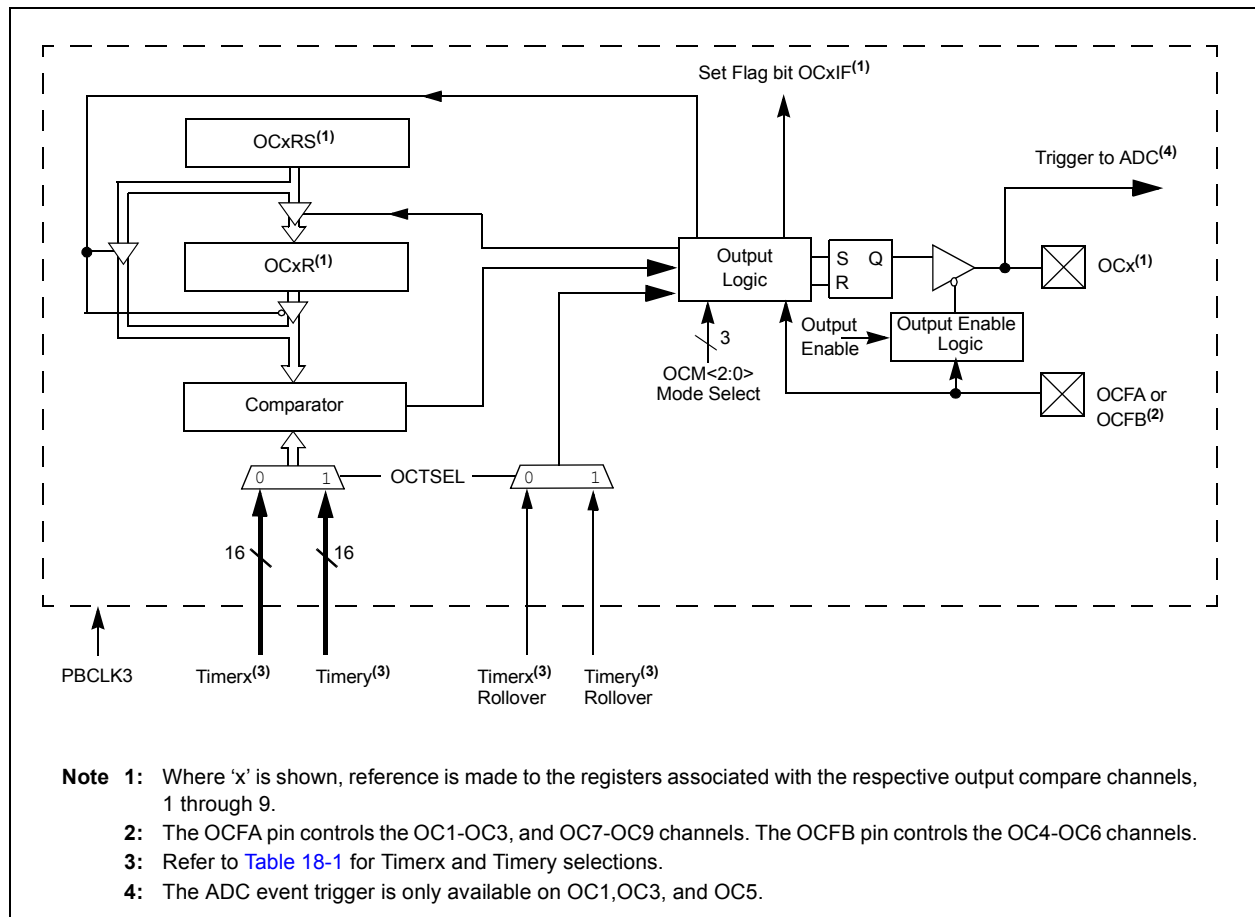 Set Flag bit OCxIF(1)
OCxRS(1)
Trigger to ADC(4)
OCxR(1)
Output
Logic
S Q
R
OCx(1)
3
Output
Enable
Output Enable
Logic
OCM<2:0>
Mode Select
Comparator
OCFA or
OCFB(2)
0 1
OCTSEL
0 1
16
16
PBCLK3
Timerx(3)
Timery(3)
Timerx(3)
Rollover
Timery(3)
Rollover
Note 1: Where ‘x’ is shown, reference is made to the registers associated with the respective output compare channels,
1 through 9.
2: The OCFA pin controls the OC1-OC3, and OC7-OC9 channels. The OCFB pin controls the OC4-OC6 channels.
3: Refer to Table 18-1 for Timerx and Timery selections.
4: The ADC event trigger is only available on OC1,OC3, and OC5.